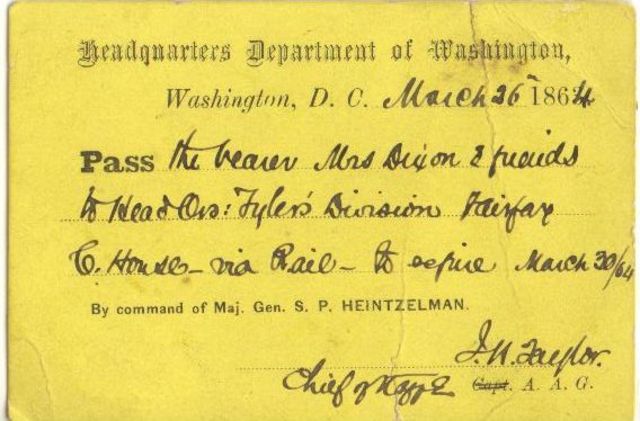 Headquarters Department of Washington,
Washington, D. C. March 26" 1864
Pass the bearer Mrs Dixon & friends
to Head Qrs: Tyler's Division Fairfax
C. House - via Rail - to expire March 30/64
By command of Maj. Gen. S. P. HEINTZELMAN.
J. H. Taylor.
Chief of Staff & Capt. A. A. G.